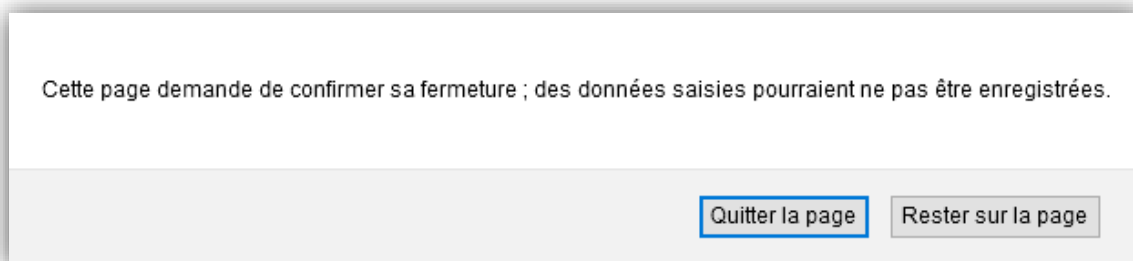 Cette page demande de confirmer sa fermeture ; des données saisies pourraient ne pas être enregistrées.
Quitter la page
Rester sur la page